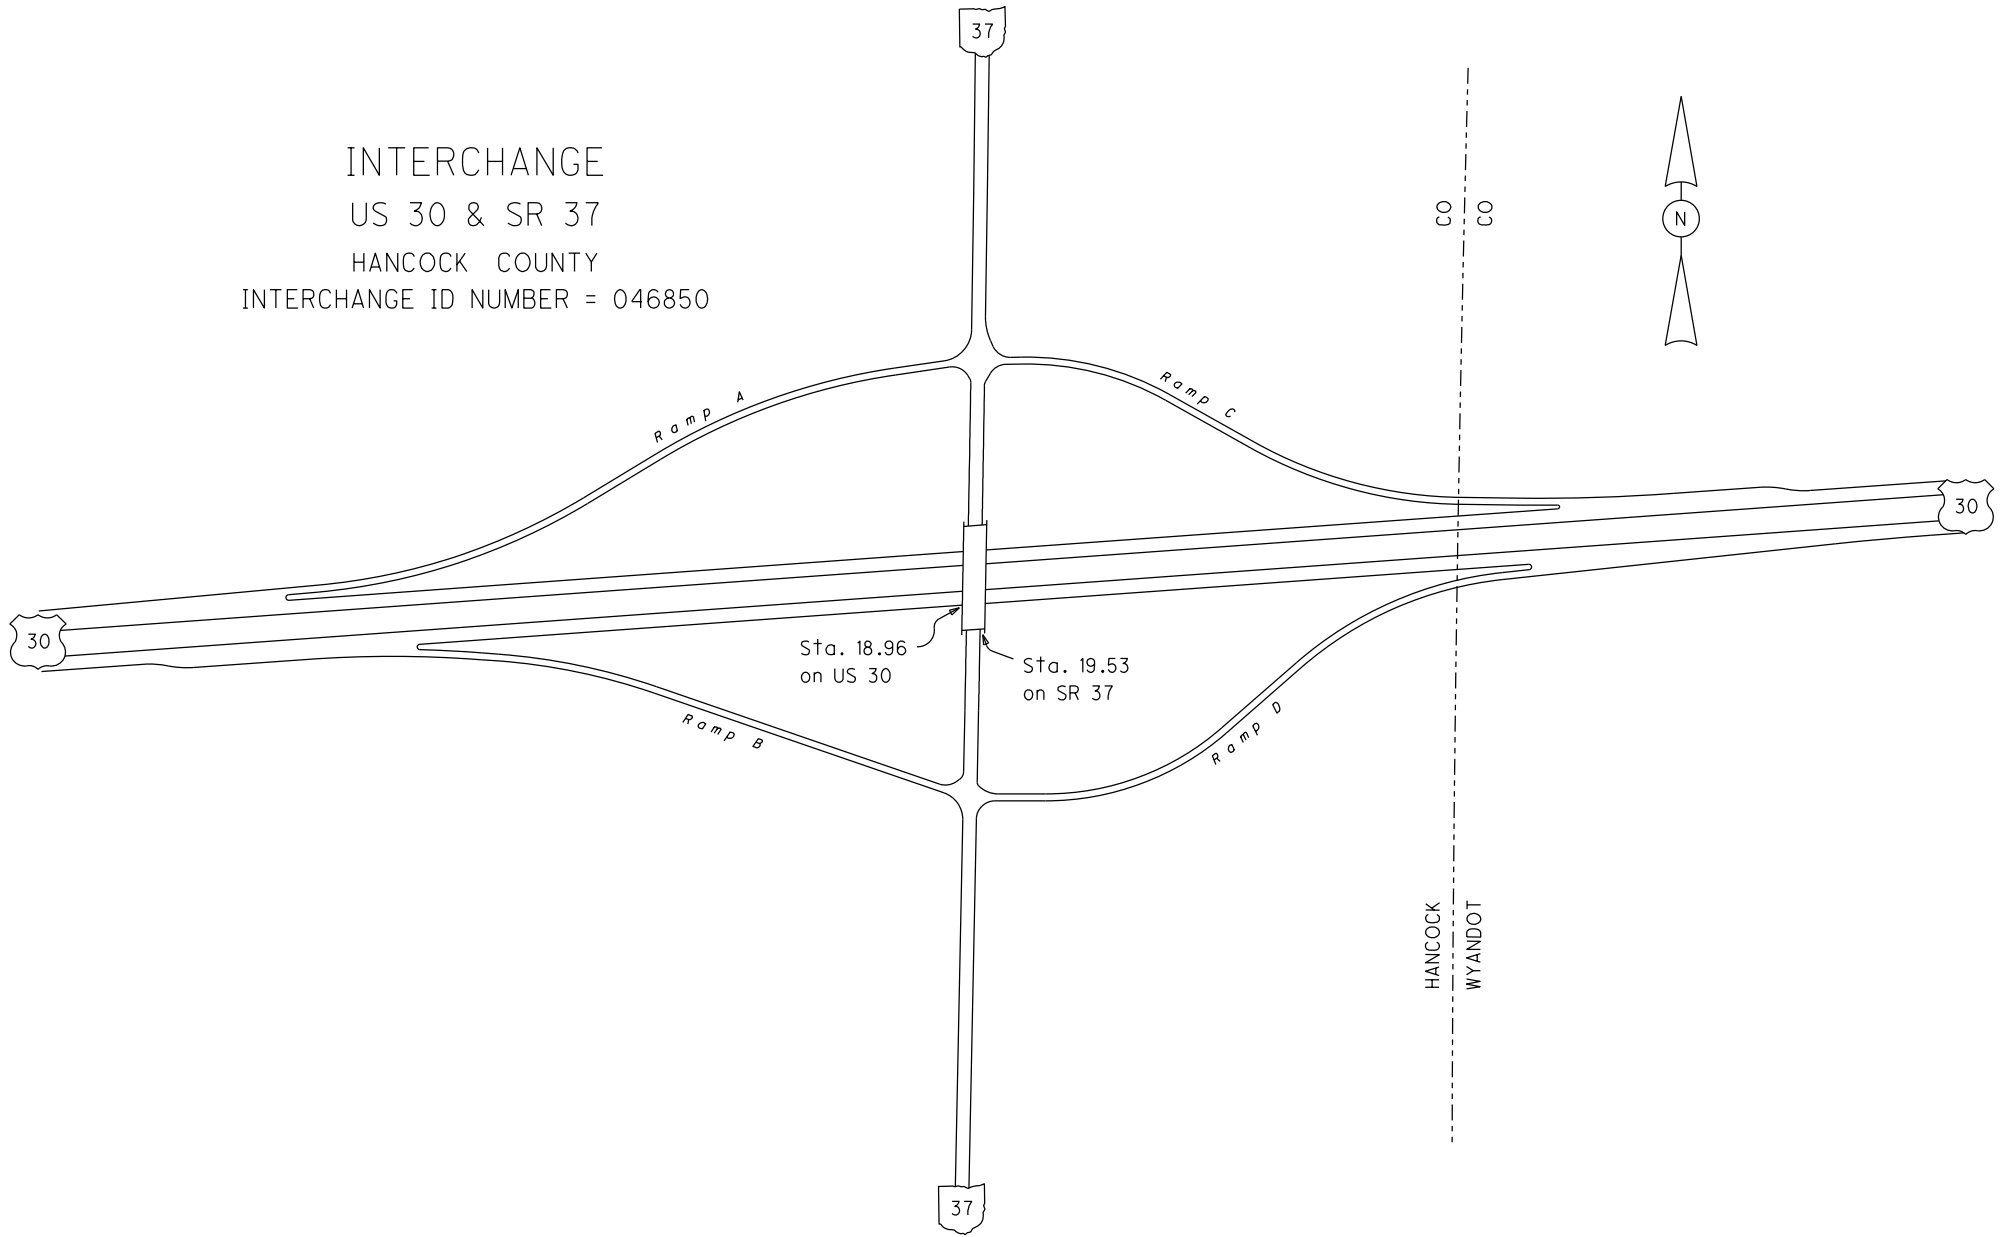 37
INTERCHANGE
US 30 & SR 37
HANCOCK COUNTY
INTERCHANGE ID NUMBER = 046850
CO
CO
N
Ramp A
Ramp C
30
30
Sta. 18.96
on US 30
Sta. 19.53
on SR 37
Ramp B
Ramp D
HANCOCK
WYANDOT
37